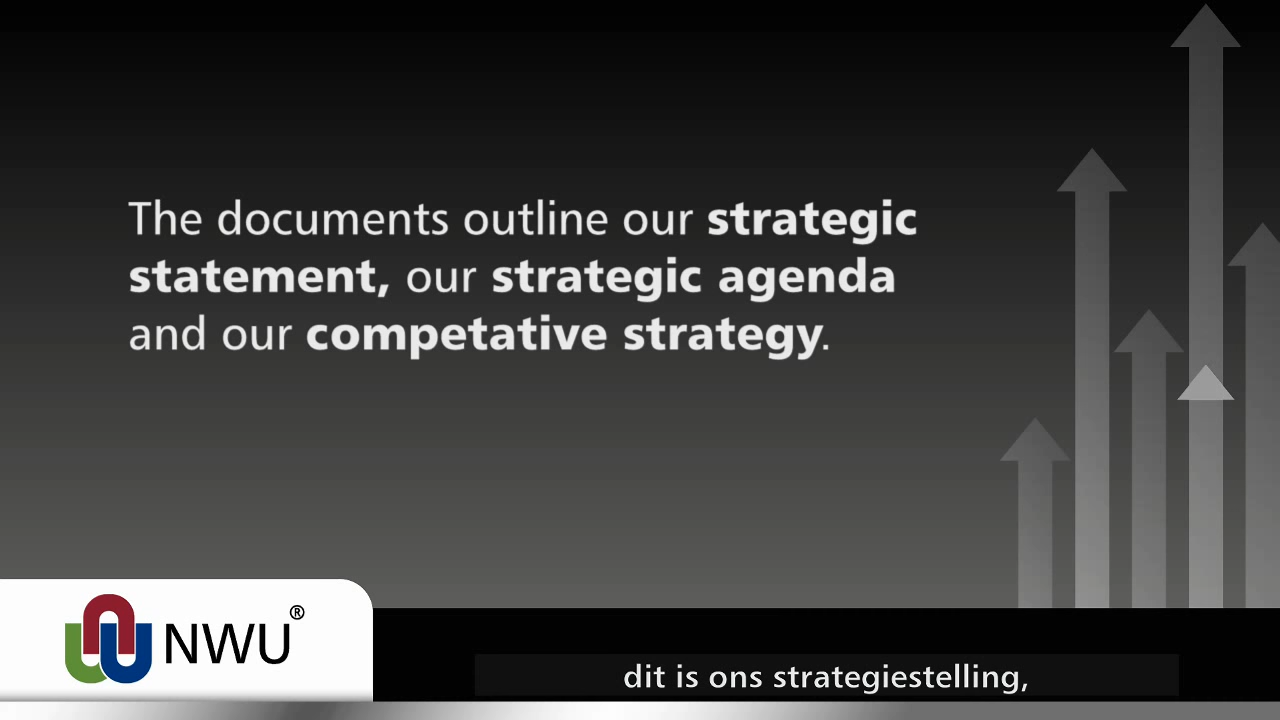 The documents outline our strategic
statement, our strategic agenda
and our competative strategy.
NWU®
dit is ons strategiestelling,